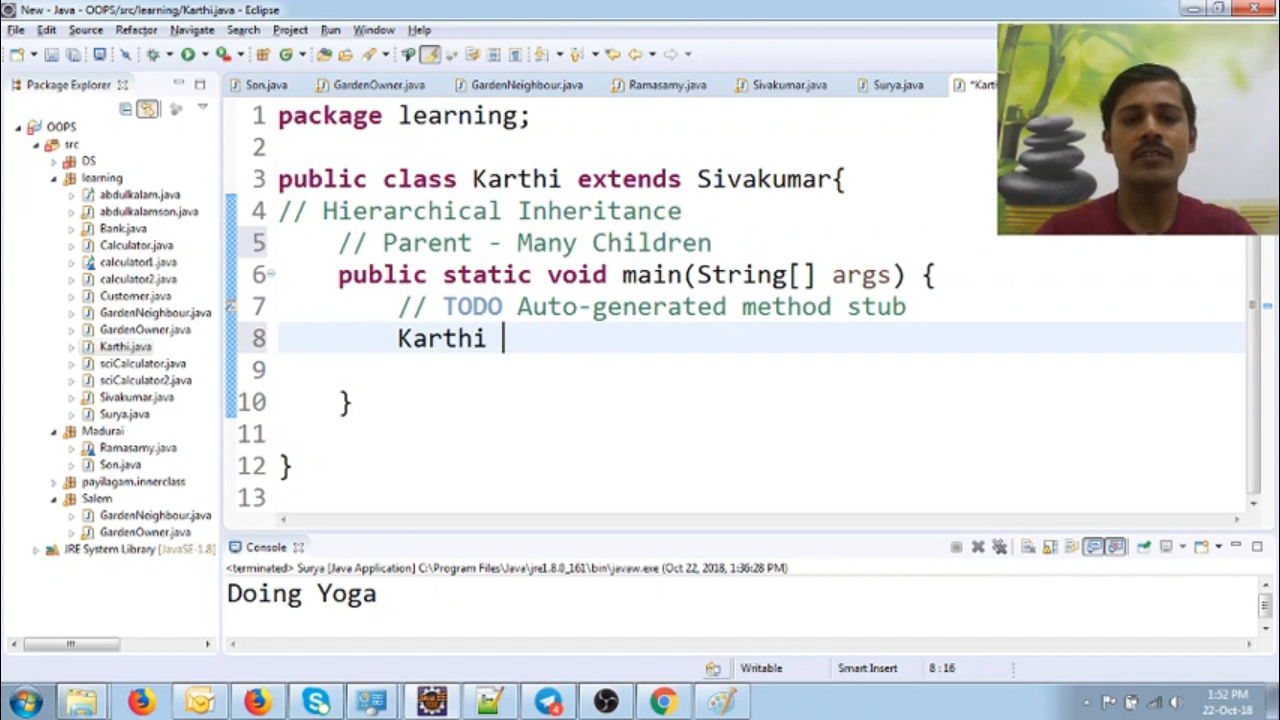 New - Java - OOPS/src/learning/Karthi.java - Eclipse
File Edit Source Refactor Navigate Search Project Run Window Help
Package Explorer
Son.java GardenOwner.java GardenNeighbour.java Ramasamy.java Sivakumar.java Surya.java *Karthi
OOPS
src
DS
learning
abdulkalam.java
abdulkalamson.java
Bank.java
Calculator.java
calculator1.java
calculator2.java
Customer.java
GardenNeighbour.java
GardenOwner.java
Karthi.java
sciCalculator.java
sciCalculator2.java
Sivakumar.java
Surya.java
Madurai
Ramasamy.java
Son.java
payilagam.innerclass
Salem
GardenNeighbour.java
GardenOwner.java
JRE System Library [JavaSE-1.8]
1 package learning;
2
3 public class Karthi extends Sivakumar{
4 // Hierarchical Inheritance
5 // Parent - Many Children
6 public static void main(String[] args) {
7 // TODO Auto-generated method stub
8 Karthi
9
10 }
11
12 }
13
Console
<terminated> Surya [Java Application] C:\Program Files\Java\jre1.8.0_161\bin\javaw.exe (Oct 22, 2018, 1:36:28 PM)
Doing Yoga
Writable Smart Insert 8 : 16
1:52 PM
22-Oct-18